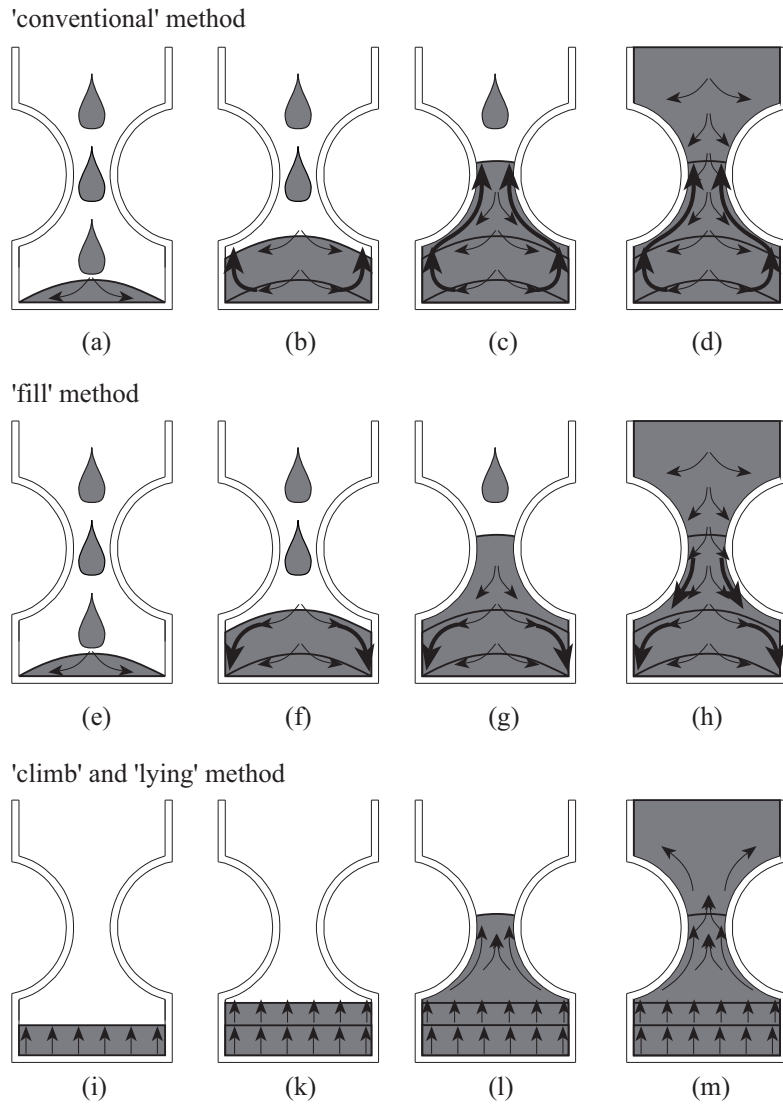 'conventional' method
(a) (b) (c) (d)
'fill' method
(e) (f) (g) (h)
'climb' and 'lying' method
(i) (k) (l) (m)